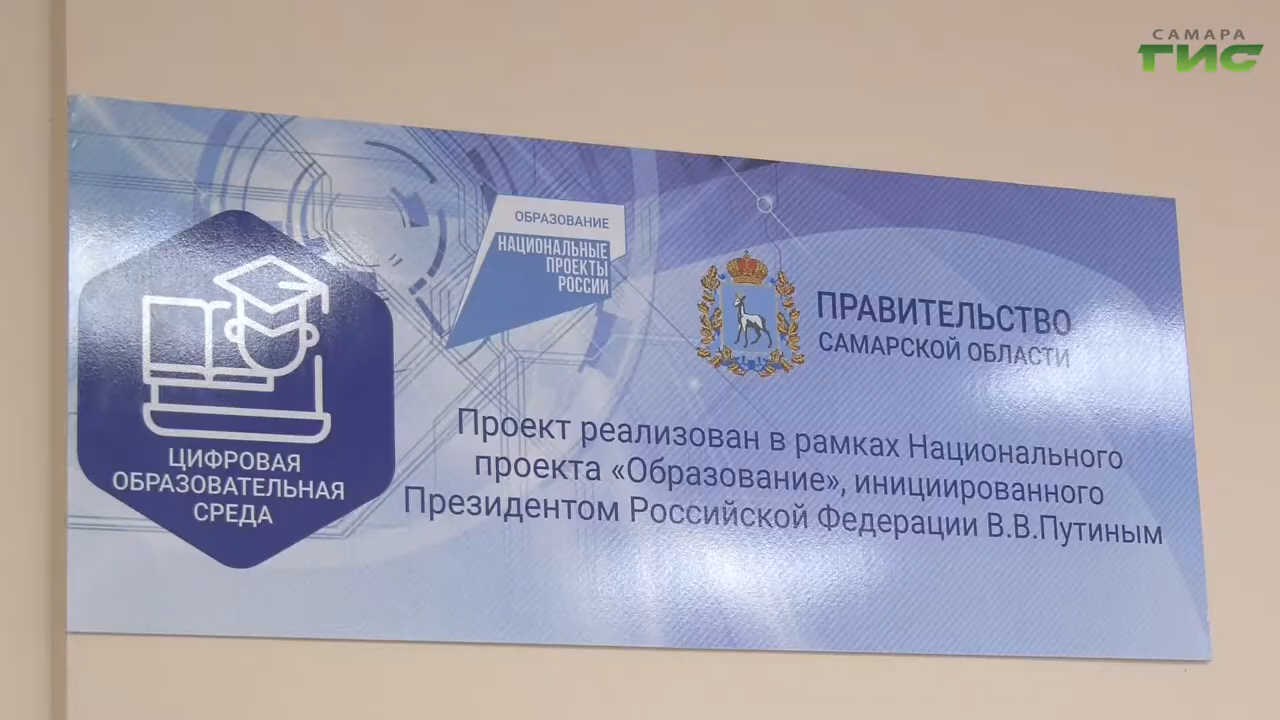 САМАРА
ГИС
ОБРАЗОВАНИЕ
НАЦИОНАЛЬНЫЕ
ПРОЕКТЫ
РОССИИ
ПРАВИТЕЛЬСТВО
САМАРСКОЙ ОБЛАСТИ
ЦИФРОВАЯ
ОБРАЗОВАТЕЛЬНАЯ
СРЕДА
Проект реализован в рамках Национального
проекта «Образование», инициированного
Президентом Российской Федерации В.В.Путиным